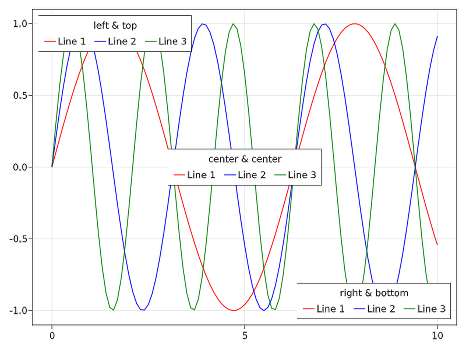 left & top
Line 1 Line 2 Line 3
1.0
0.5
center & center
0.0
Line 1 Line 2 Line 3
-0.5
right & bottom
Line 1 Line 2 Line 3
-1.0
0 5 10